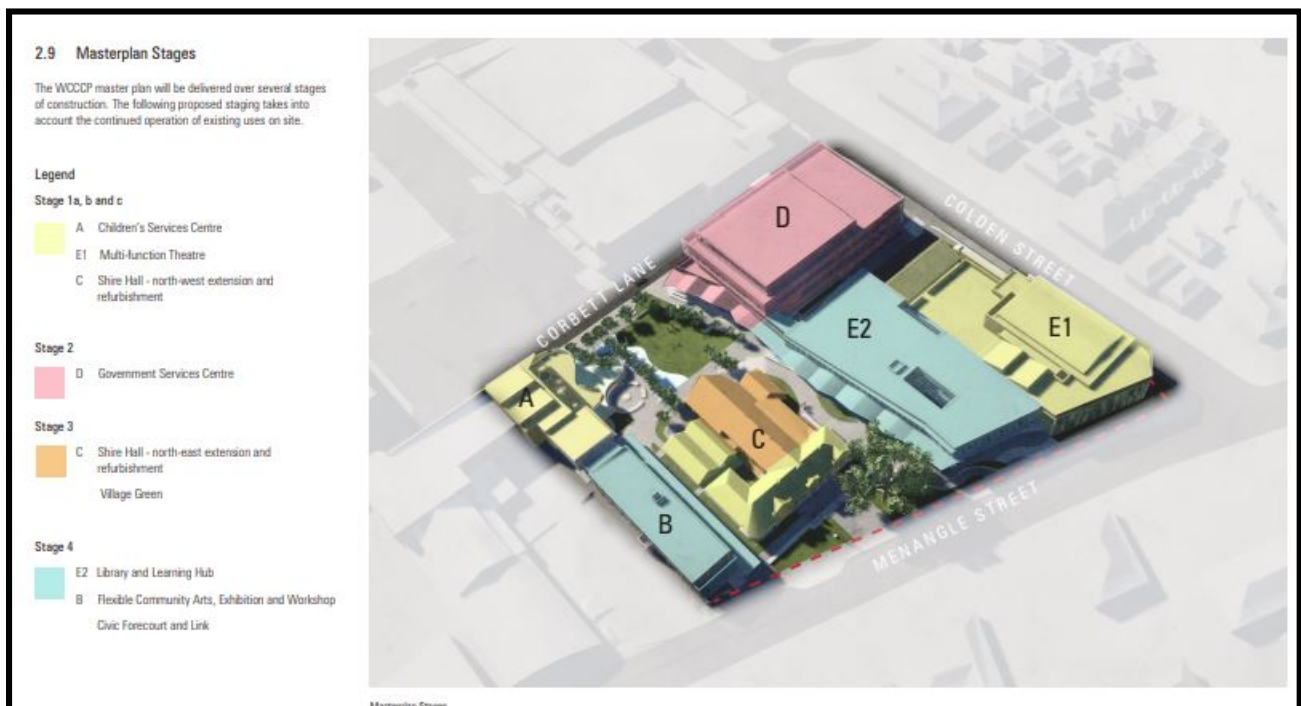 2.9 Masterplan Stages
The WCCCP master plan will be delivered over several stages
of construction. The following proposed staging takes into
account the continued operation of existing uses on site.
Legend
Stage 1a, b and c
A Children's Services Centre
E1 Multi-function Theatre
C Shire Hall - north-west extension and
refurbishment
Stage 2
D Government Services Centre
Stage 3
C Shire Hall - north-east extension and
refurbishment
Village Green
Stage 4
E2 Library and Learning Hub
B Flexible Community Arts, Exhibition and Workshop
Civic Forecourt and Link
D
COLDEN STREET
CORBETT LANE
E2
E1
A
C
B
MENANGLE STREET
Masterplan Stages